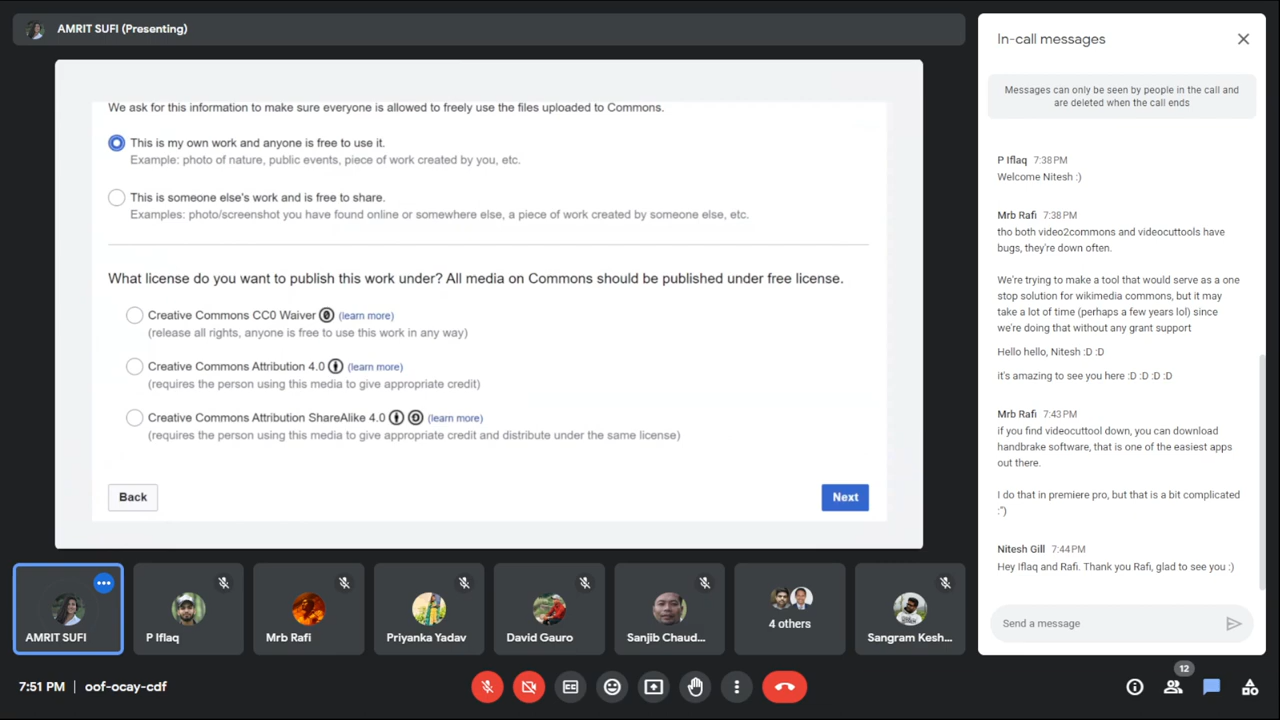 AMRIT SUFI (Presenting)
We ask for this information to make sure everyone is allowed to freely use the files uploaded to Commons.
This is my own work and anyone is free to use it.
Example: photo of nature, public events, piece of work created by you, etc.
This is someone else's work and is free to share.
Examples: photo/screenshot you have found online or somewhere else, a piece of work created by someone else, etc.
What license do you want to publish this work under? All media on Commons should be published under free license.
Creative Commons CC0 Waiver (learn more)
(release all rights, anyone is free to use this work in any way)
Creative Commons Attribution 4.0 (learn more)
(requires the person using this media to give appropriate credit)
Creative Commons Attribution ShareAlike 4.0 (learn more)
(requires the person using this media to give appropriate credit and distribute under the same license)
Back
Next
AMRIT SUFI
P Iflaq
Mrb Rafi
Priyanka Yadav
David Gauro
Sanjib Chaud...
4 others
Sangram Kesh...
7:51 PM | oof-ocay-cdf
In-call messages
Messages can only be seen by people in the call and
are deleted when the call ends
P Iflaq 7:38 PM
Welcome Nitesh :)
Mrb Rafi 7:38 PM
tho both video2commons and videocuttools have
bugs, they're down often.
We're trying to make a tool that would serve as a one
stop solution for wikimedia commons, but it may
take a lot of time (perhaps a few years lol) since
we're doing that without any grant support
Hello hello, Nitesh :D :D
it's amazing to see you here :D :D :D :D
Mrb Rafi 7:43 PM
if you find videocuttool down, you can download
handbrake software, that is one of the easiest apps
out there.
I do that in premiere pro, but that is a bit complicated
:")
Nitesh Gill 7:44 PM
Hey Iflaq and Rafi. Thank you Rafi, glad to see you :)
Send a message
12